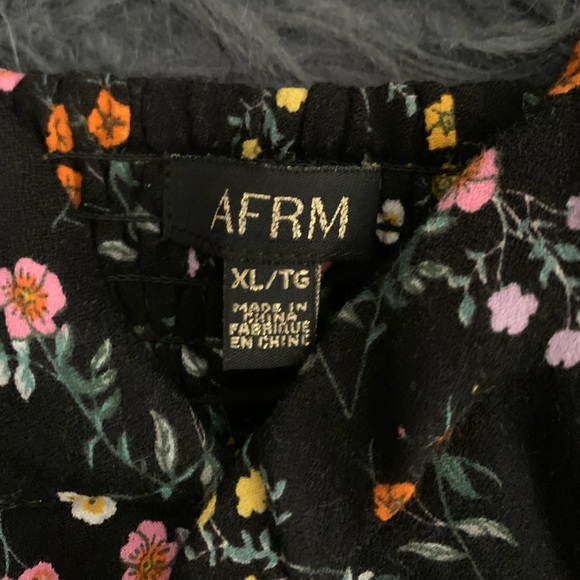 AFRM
XL/TG
MADE IN
CHINA
FABRIQUE
EN CHINE